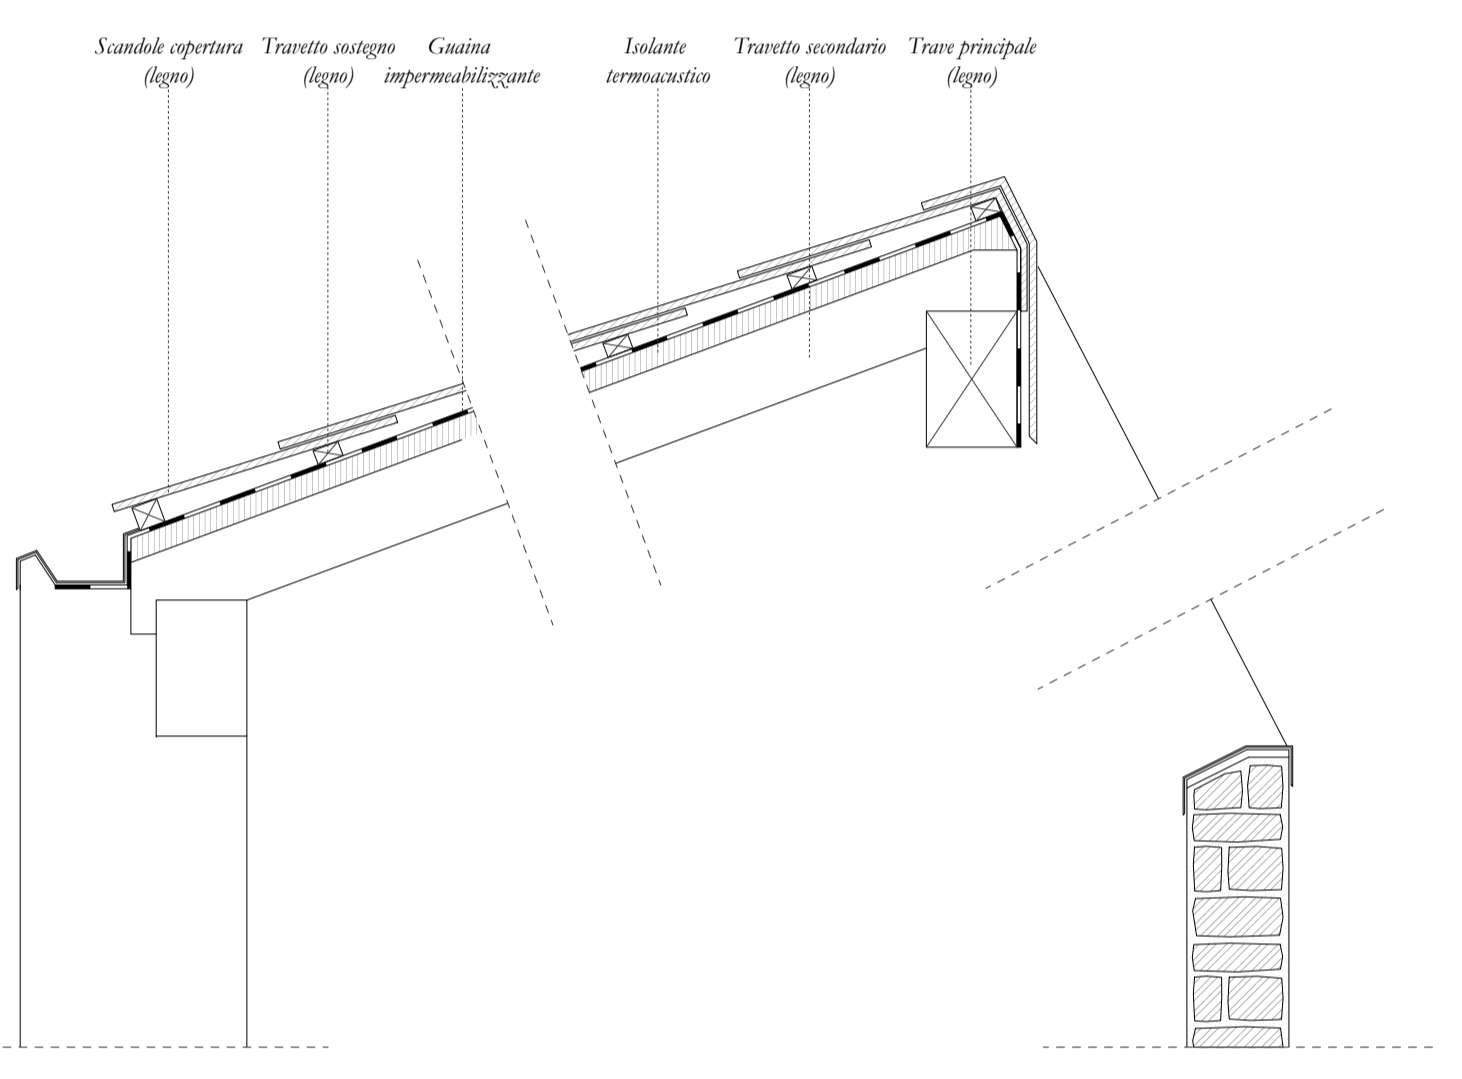 Scandole copertura
(legno)
Travetto sostegno
(legno)
Guaina
impermeabilizzante
Isolante
termoacustico
Travetto secondario
(legno)
Trave principale
(legno)